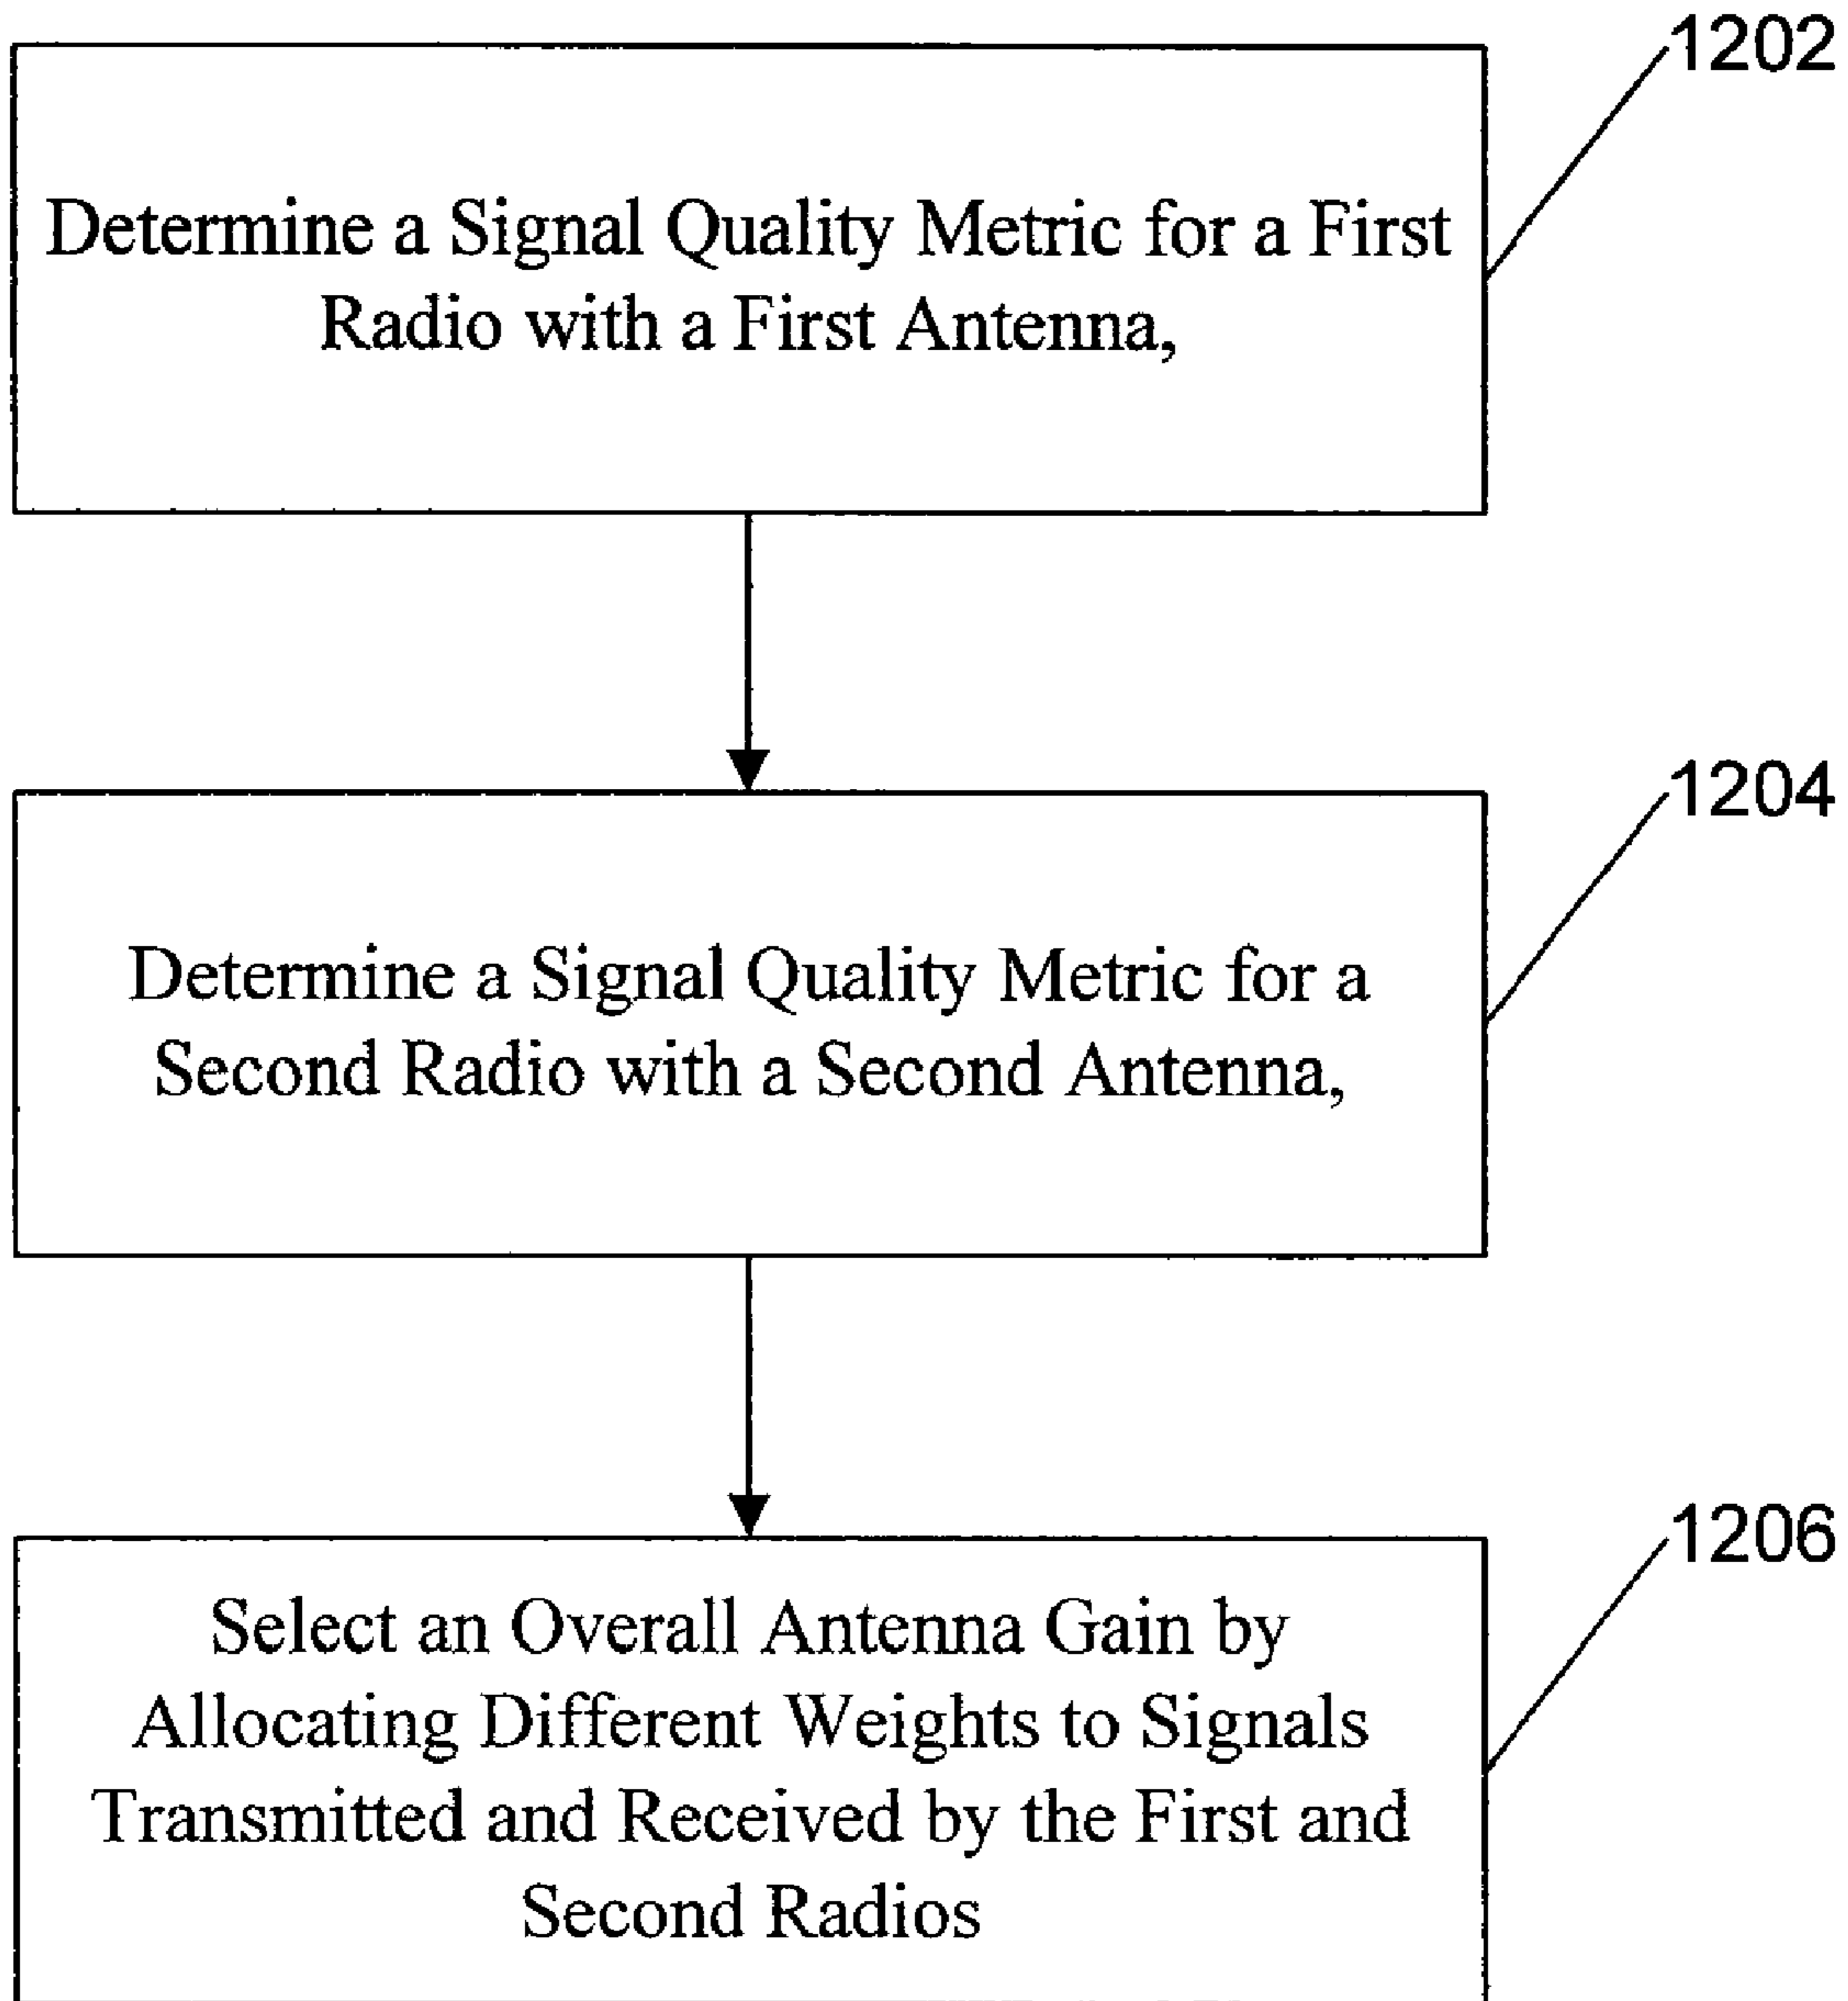 1202
Determine a Signal Quality Metric for a First
Radio with a First Antenna,
1204
Determine a Signal Quality Metric for a
Second Radio with a Second Antenna,
1206
Select an Overall Antenna Gain by
Allocating Different Weights to Signals
Transmitted and Received by the First and
Second Radios